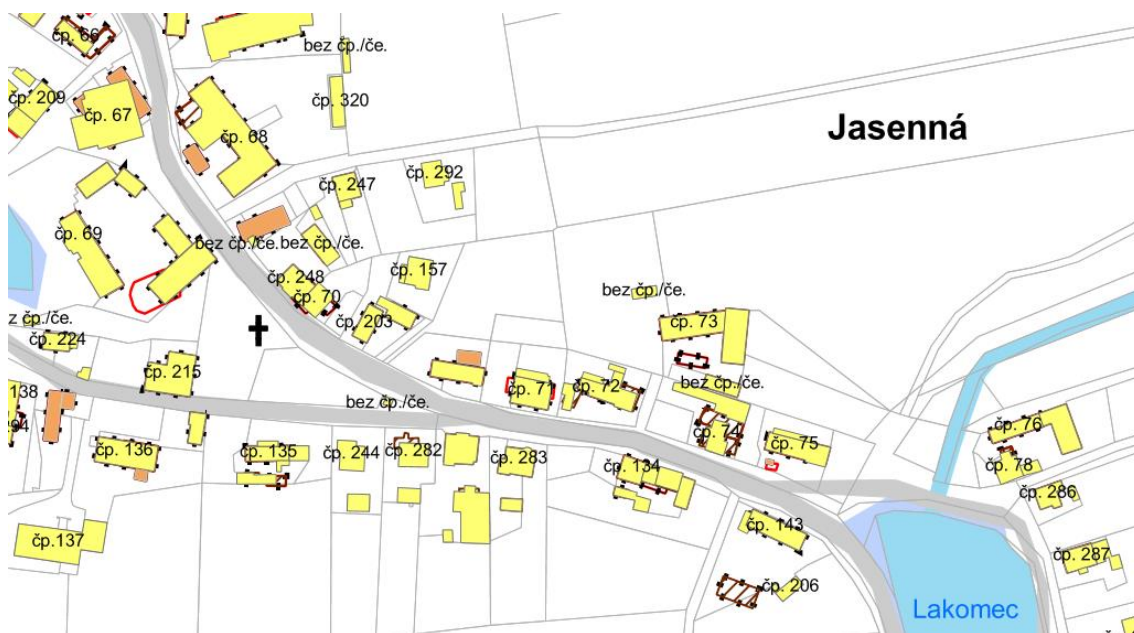 čp. 66
bez čp./če.
čp. 209
čp. 67
čp. 320
čp. 68
Jasenná
čp. 292
čp. 247
čp. 69
bez čp./če.
bez čp./če.
čp. 157
čp. 248
čp. 70
bez čp./če.
z čp./če.
čp. 203
čp. 73
čp. 224
čp. 215
čp. 71
čp. 72
bez čp./če.
138
bez čp./če.
94
čp. 74
čp. 76
čp. 136
čp. 135
čp. 244
čp. 282
čp. 283
čp. 134
čp. 75
čp. 78
čp. 286
čp.137
čp. 143
čp. 287
čp. 206
Lakomec